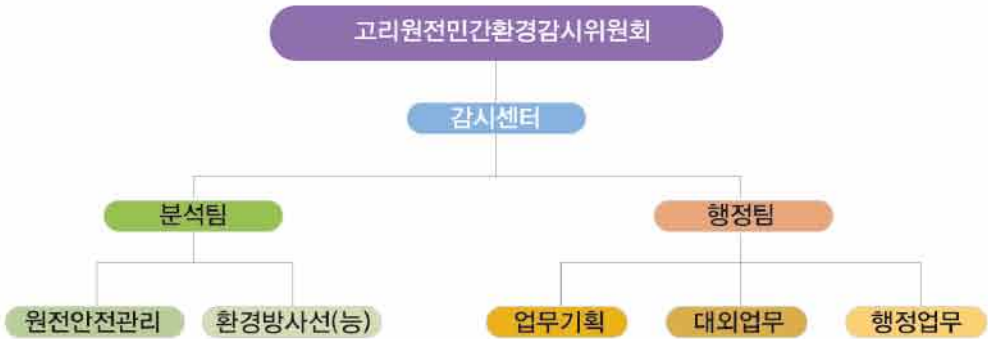 고리원전민간환경감시위원회
감시센터
분석팀
행정팀
원전안전관리
환경방사선(능)
업무기획
대외업무
행정업무